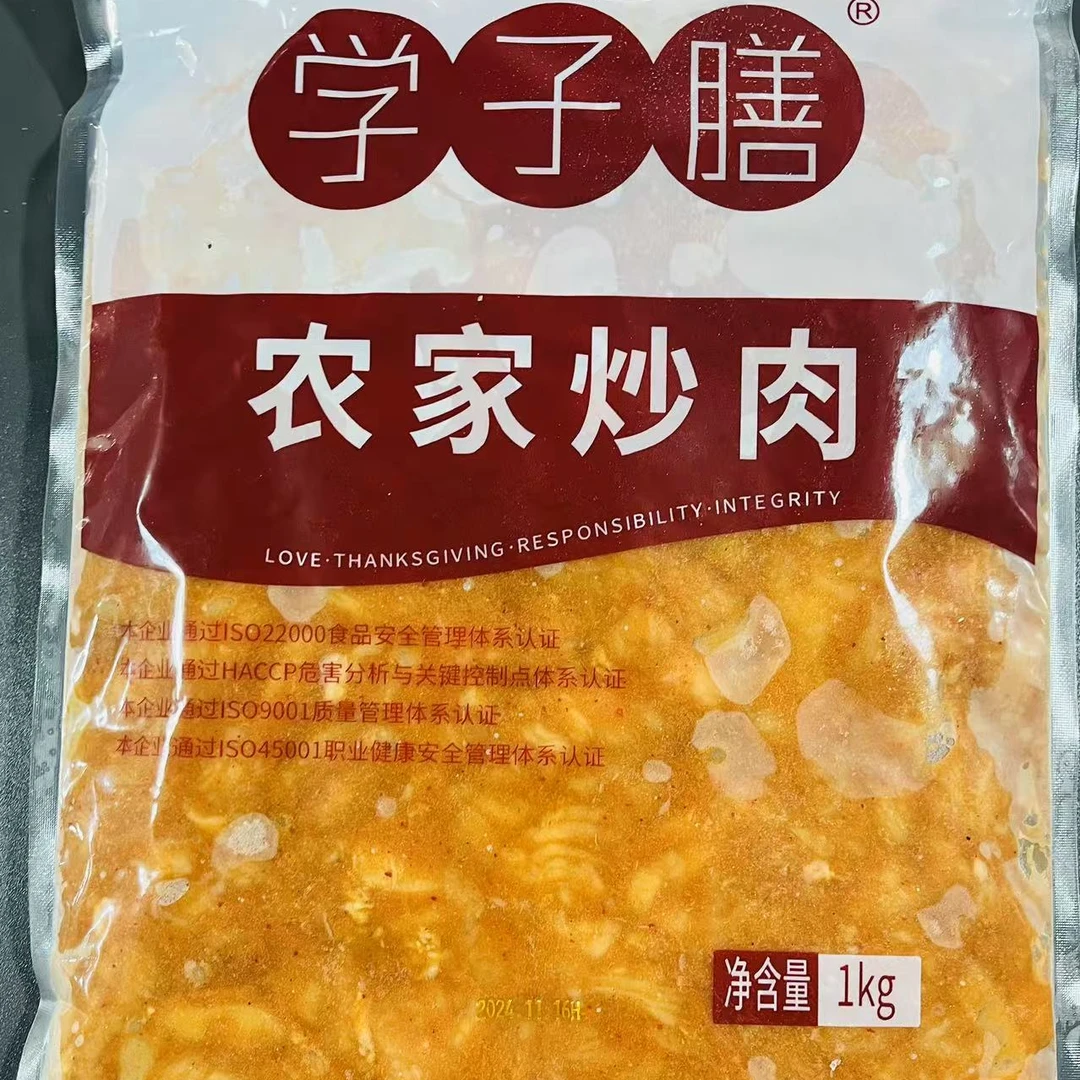 学子膳®
农家炒肉
LOVE·THANKSGIVING·RESPONSIBILITY·INTEGRITY
本企业通过ISO22000食品安全管理体系认证
本企业通过HACCP危害分析与关键控制点体系认证
本企业通过ISO9001质量管理体系认证
本企业通过ISO45001职业健康安全管理体系认证
净含量 1kg
2024 11 16H